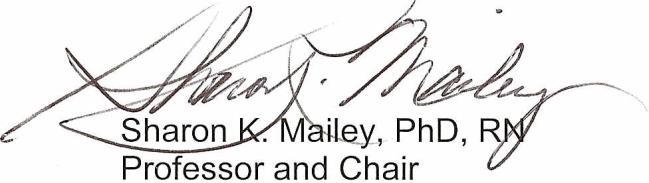 Sharon K. Mailey
Sharon K. Mailey, PhD, RN
Professor and Chair